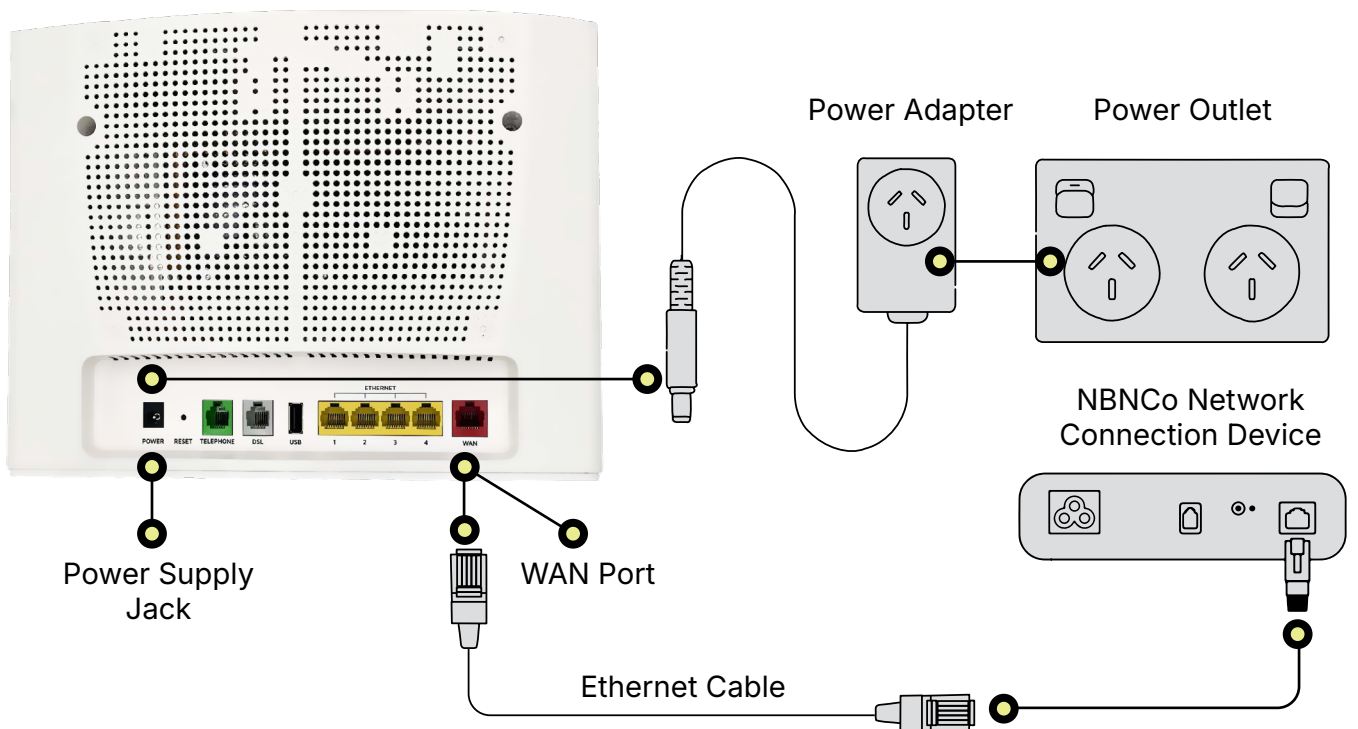 Power Adapter
Power Outlet
ETHERNET
POWER
RESET
TELEPHONE
DSL
USB
1
2
3
4
WAN
NBNCo Network
Connection Device
Power Supply
Jack
WAN Port
Ethernet Cable